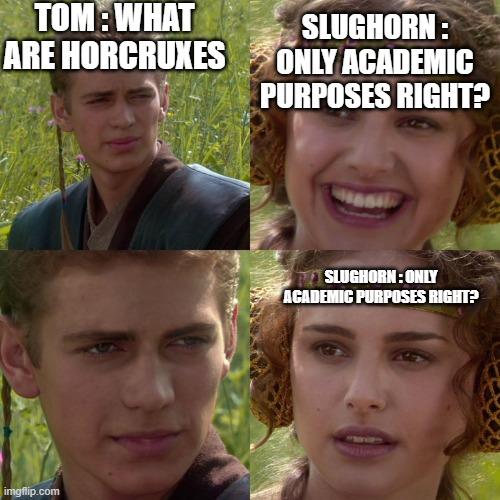 TOM : WHAT
ARE HORCRUXES
SLUGHORN :
ONLY ACADEMIC
PURPOSES RIGHT?
SLUGHORN : ONLY
ACADEMIC PURPOSES RIGHT?
imgflip.com